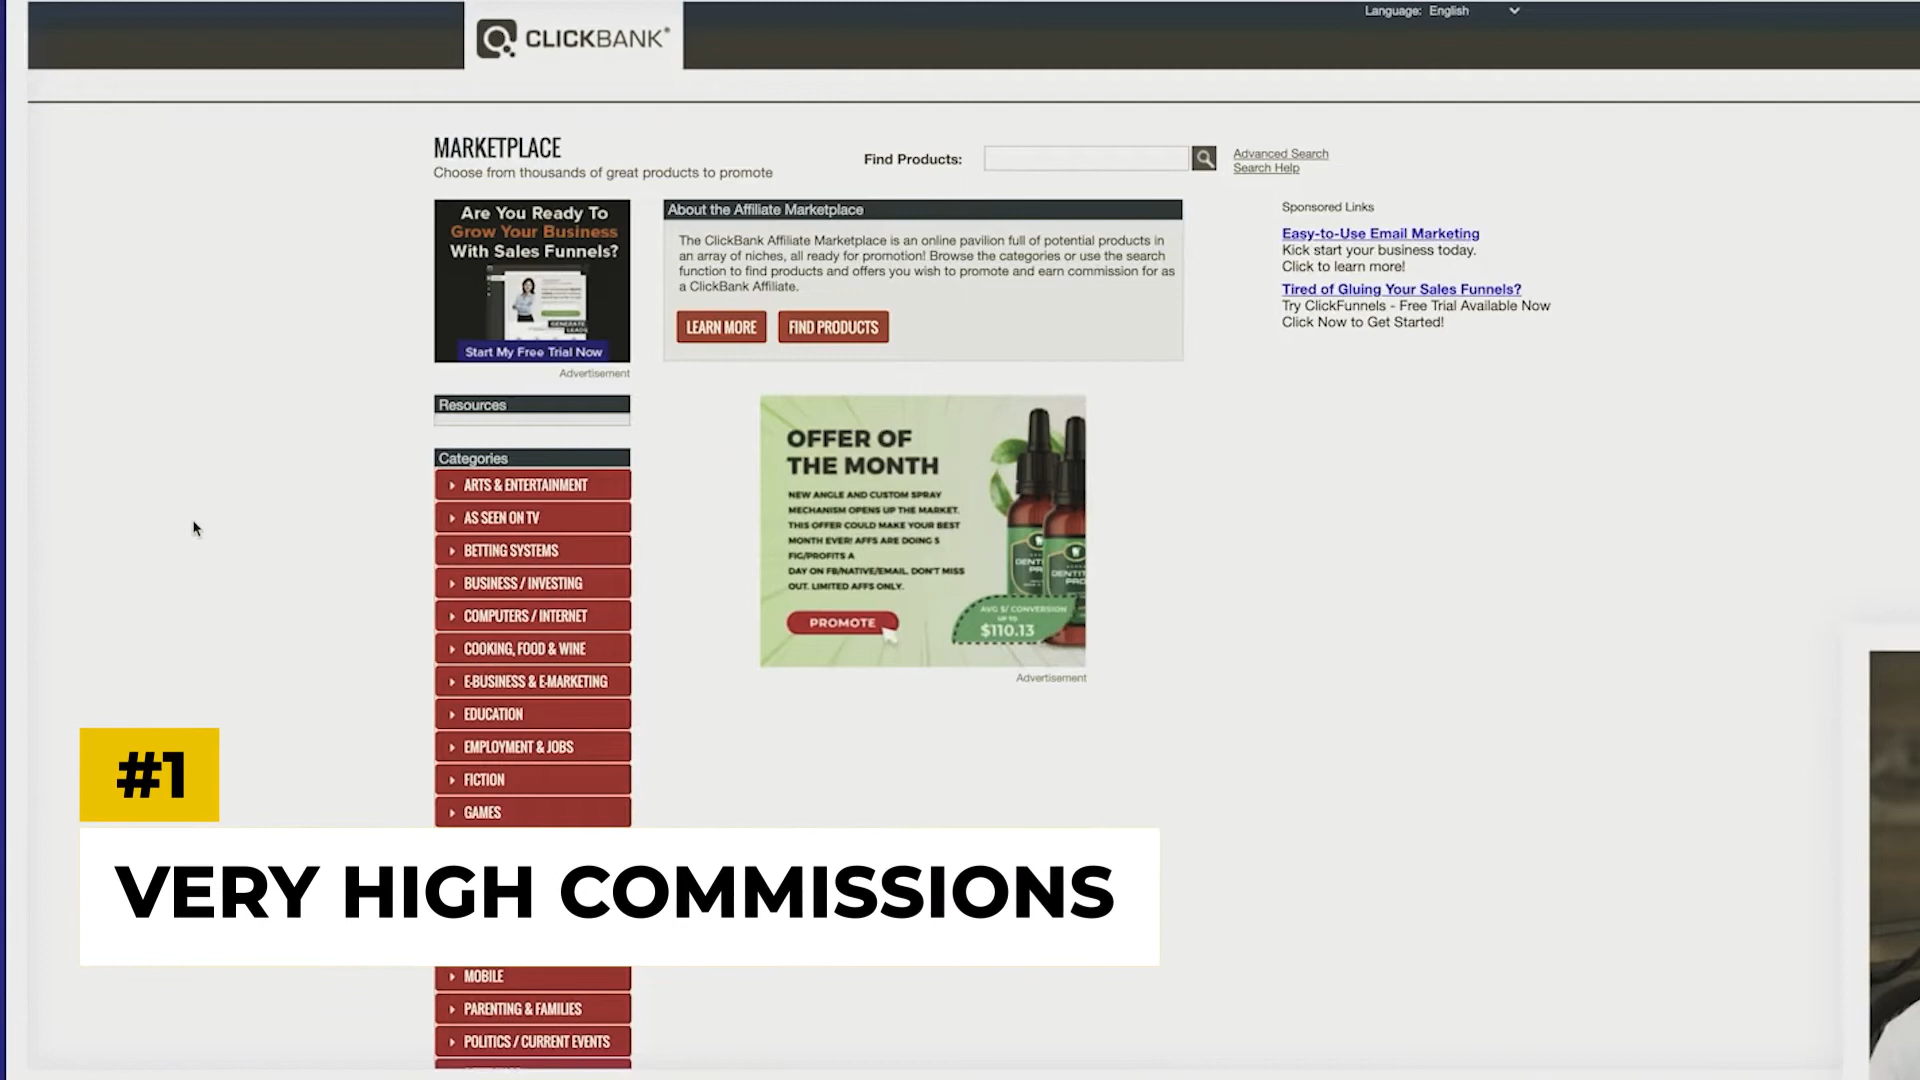 Language: English
CLICKBANK®
MARKETPLACE
Choose from thousands of great products to promote
Find Products:
Advanced Search
Search Help
Are You Ready To
Grow Your Business
With Sales Funnels?
GENERATE
LEADS
Start My Free Trial Now
Advertisement
About the Affiliate Marketplace
The ClickBank Affiliate Marketplace is an online pavilion full of potential products in
an array of niches, all ready for promotion! Browse the categories or use the search
function to find products and offers you wish to promote and earn commission for as
a ClickBank Affiliate.
LEARN MORE
FIND PRODUCTS
Sponsored Links
Easy-to-Use Email Marketing
Kick start your business today.
Click to learn more!
Tired of Gluing Your Sales Funnels?
Try ClickFunnels - Free Trial Available Now
Click Now to Get Started!
Resources
Categories
ARTS & ENTERTAINMENT
AS SEEN ON TV
BETTING SYSTEMS
BUSINESS / INVESTING
COMPUTERS / INTERNET
COOKING, FOOD & WINE
E-BUSINESS & E-MARKETING
EDUCATION
EMPLOYMENT & JOBS
FICTION
GAMES
MOBILE
PARENTING & FAMILIES
POLITICS / CURRENT EVENTS
OFFER OF
THE MONTH
NEW ANGLE AND CUSTOM SPRAY
MECHANISM OPENS UP THE MARKET.
THIS OFFER COULD MAKE YOUR BEST
MONTH EVER! AFFS ARE DOING 5
FIG/PROFITS A
DAY ON FB/NATIVE/EMAIL. DON'T MISS
OUT. LIMITED AFFS ONLY.
PROMOTE
AVG $/ CONVERSION
UP TO
$110.13
Advertisement
#1
VERY HIGH COMMISSIONS